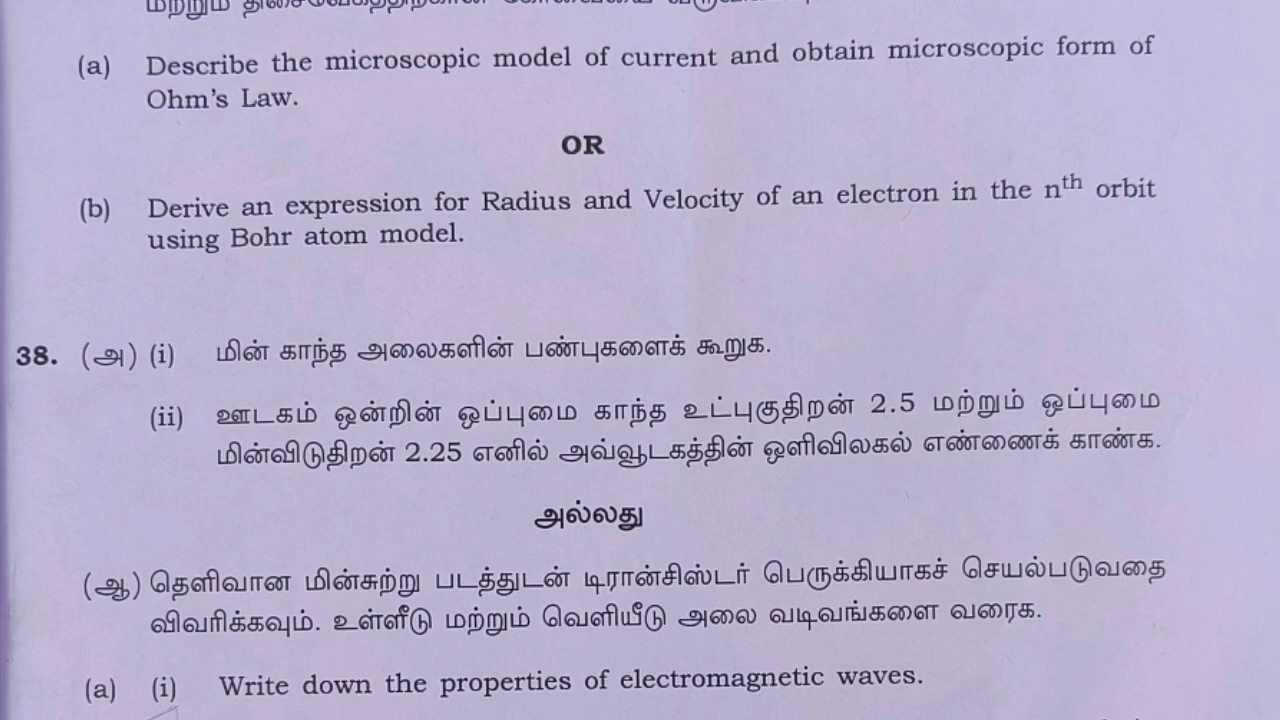 மற்றும்
(a) Describe the microscopic model of current and obtain microscopic form of
Ohm's Law.
OR
(b) Derive an expression for Radius and Velocity of an electron in the nth orbit
using Bohr atom model.
38. (அ) (i) மின் காந்த அலைகளின் பண்புகளைக் கூறுக.
(ii) ஊடகம் ஒன்றின் ஒப்புமை காந்த உட்புகுதிறன் 2.5 மற்றும் ஒப்புமை
மின்விடுதிறன் 2.25 எனில் அவ்வூடகத்தின் ஒளிவிலகல் எண்ணைக் காண்க.
அல்லது
(ஆ) தெளிவான மின்சுற்று படத்துடன் டிரான்சிஸ்டர் பெருக்கியாகச் செயல்படுவதை
விவரிக்கவும். உள்ளீடு மற்றும் வெளியீடு அலை வடிவங்களை வரைக.
(a) (i) Write down the properties of electromagnetic waves.